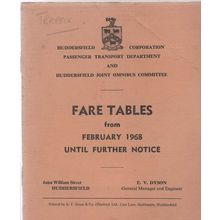 HUDDERSFIELD CORPORATION
PASSENGER TRANSPORT DEPARTMENT
AND
HUDDERSFIELD JOINT OMNIBUS COMMITTEE
FARE TABLES
from
FEBRUARY 1968
UNTIL FURTHER NOTICE
John William Street
HUDDERSFIELD
E. V. DYSON
General Manager and Engineer